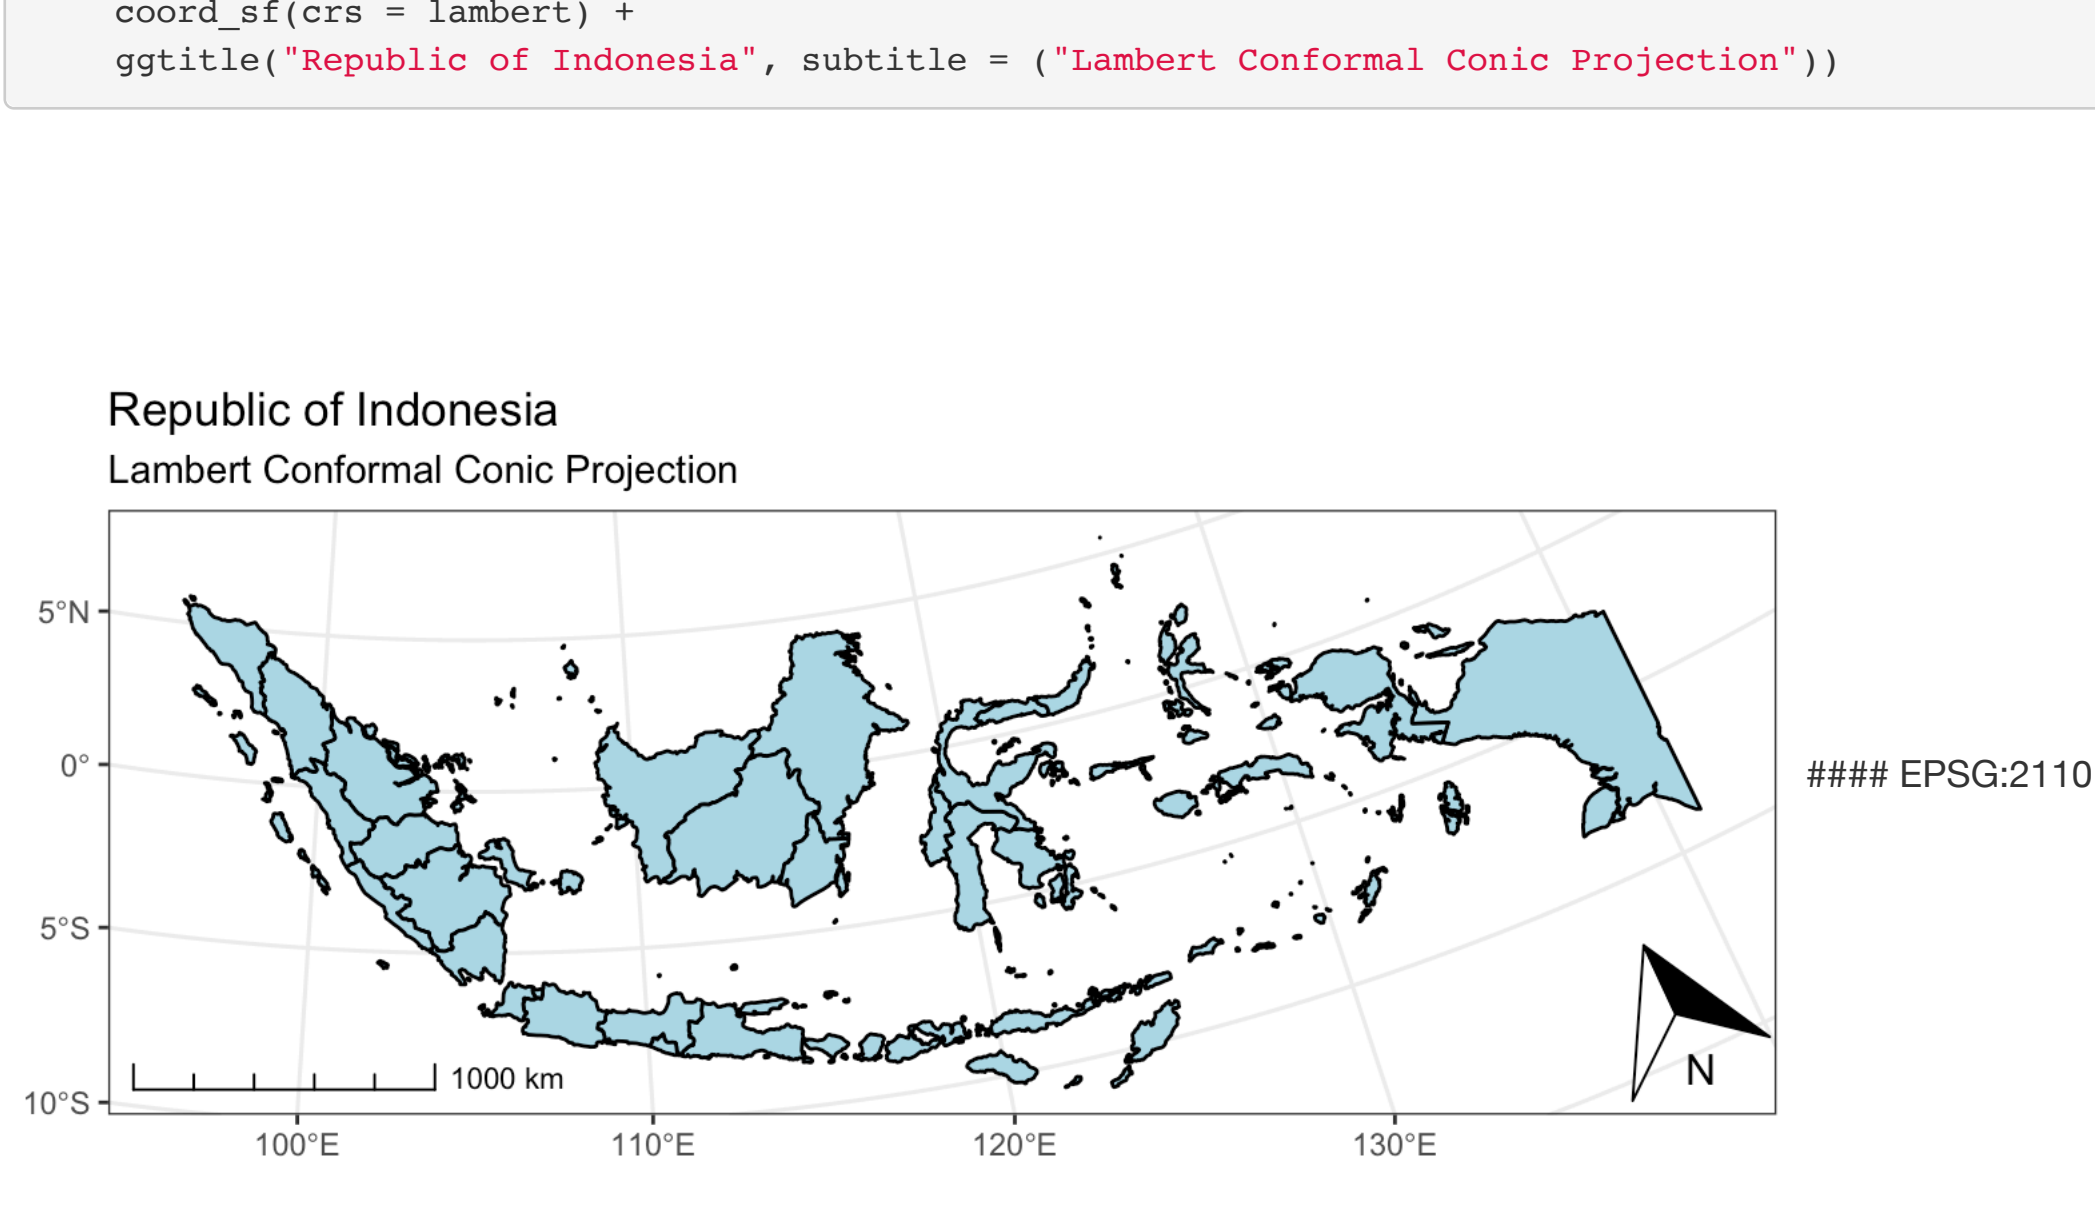 coord_sf(crs = lambert) +
ggtitle("Republic of Indonesia", subtitle = ("Lambert Conformal Conic Projection"))
Republic of Indonesia
Lambert Conformal Conic Projection
5°N
0°
#### EPSG:2110
5°S
10°S
1000 km
N
100°E 110°E 120°E 130°E